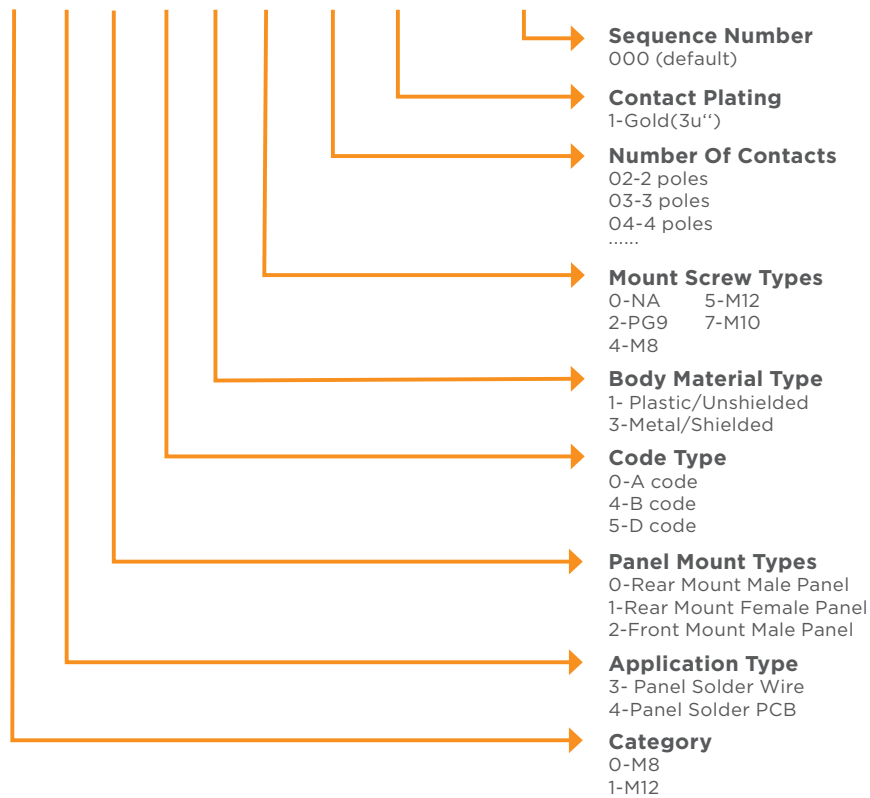 Sequence Number
000 (default)
Contact Plating
1-Gold(3u“)
Number Of Contacts
02-2 poles
03-3 poles
04-4 poles
······
Mount Screw Types
0-NA 5-M12
2-PG9 7-M10
4-M8
Body Material Type
1- Plastic/Unshielded
3-Metal/Shielded
Code Type
0-A code
4-B code
5-D code
Panel Mount Types
0-Rear Mount Male Panel
1-Rear Mount Female Panel
2-Front Mount Male Panel
Application Type
3- Panel Solder Wire
4-Panel Solder PCB
Category
0-M8
1-M12